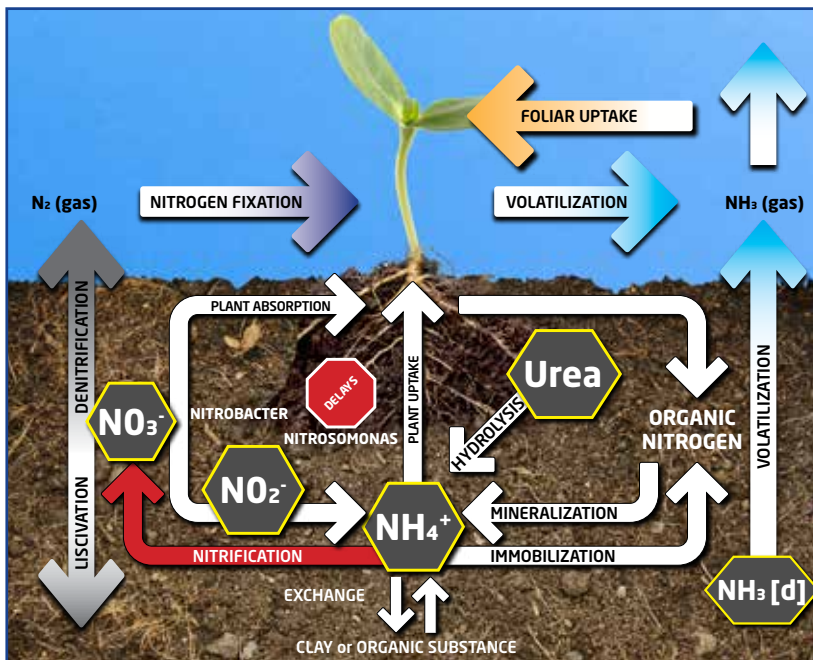 FOLIAR UPTAKE
N₂ (gas)
NITROGEN FIXATION
VOLATILIZATION
NH₃ (gas)
PLANT ABSORPTION
DENITRIFICATION
LISCIVATION
NO₃⁻
NITROBACTER
DELAYS
NITROSOMONAS
PLANT UPTAKE
Urea
HYDROLYSIS
ORGANIC
NITROGEN
VOLATILIZATION
NO₂⁻
NH₄⁺
MINERALIZATION
NITRIFICATION
IMMOBILIZATION
NH₃ [d]
EXCHANGE
CLAY or ORGANIC SUBSTANCE